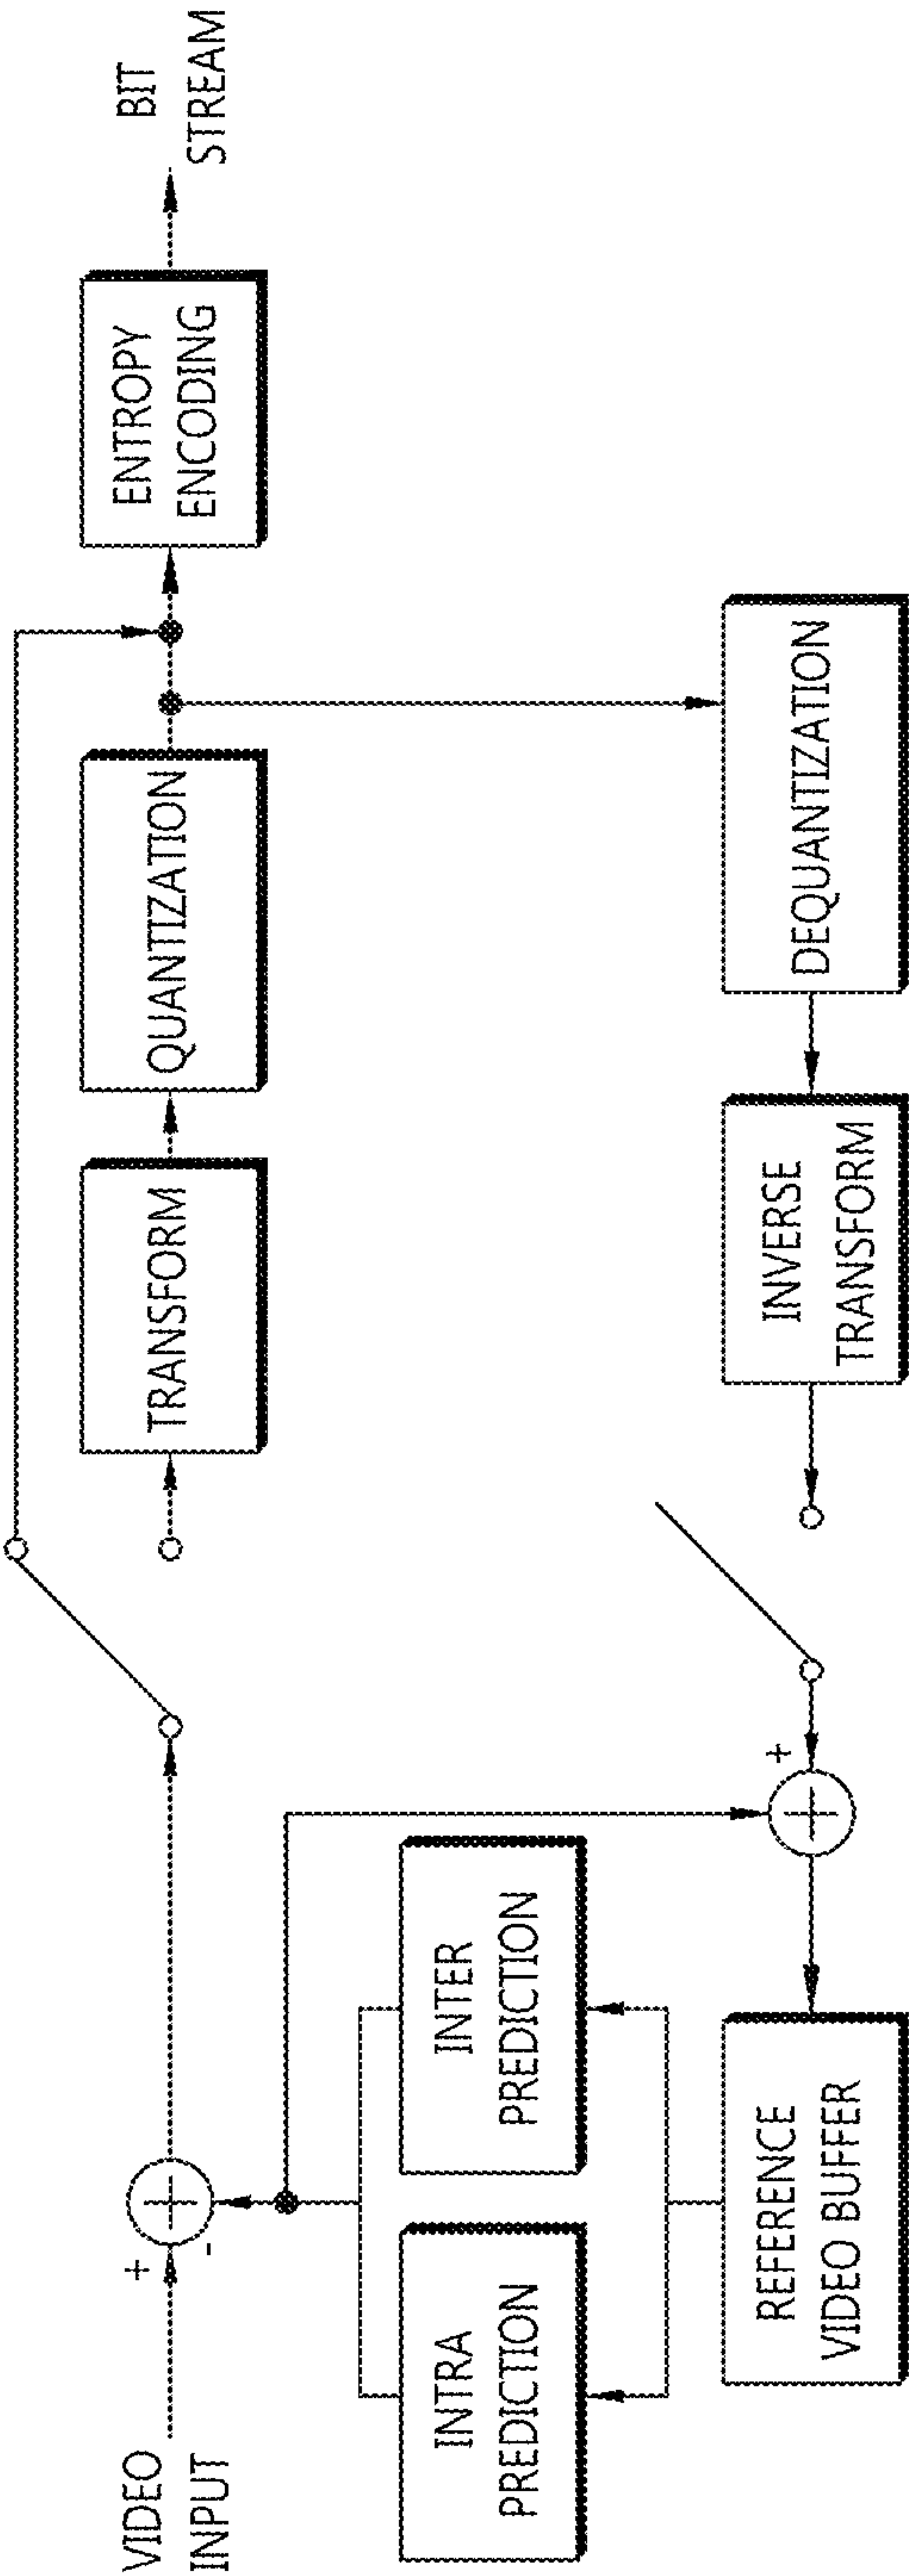 VIDEO
INPUT
+
-
TRANSFORM
QUANTIZATION
ENTROPY
ENCODING
BIT
STREAM
INTRA
PREDICTION
INTER
PREDICTION
+
REFERENCE
VIDEO BUFFER
INVERSE
TRANSFORM
DEQUANTIZATION